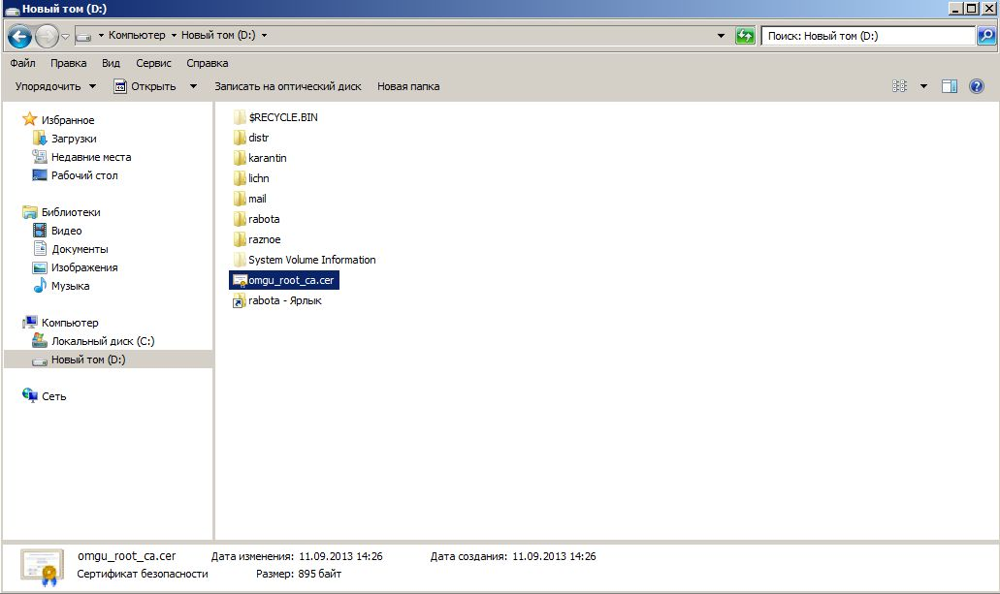 Новый том (D:)
Компьютер Новый том (D:) Поиск: Новый том (D:)
Файл Правка Вид Сервис Справка
Упорядочить Открыть Записать на оптический диск Новая папка
Избранное
Загрузки
Недавние места
Рабочий стол
Библиотеки
Видео
Документы
Изображения
Музыка
Компьютер
Локальный диск (C:)
Новый том (D:)
Сеть
$RECYCLE.BIN
distr
karantin
lichn
mail
rabota
raznoe
System Volume Information
omgu_root_ca.cer
rabota - Ярлык
omgu_root_ca.cer Дата изменения: 11.09.2013 14:26 Дата создания: 11.09.2013 14:26
Сертификат безопасности Размер: 895 байт